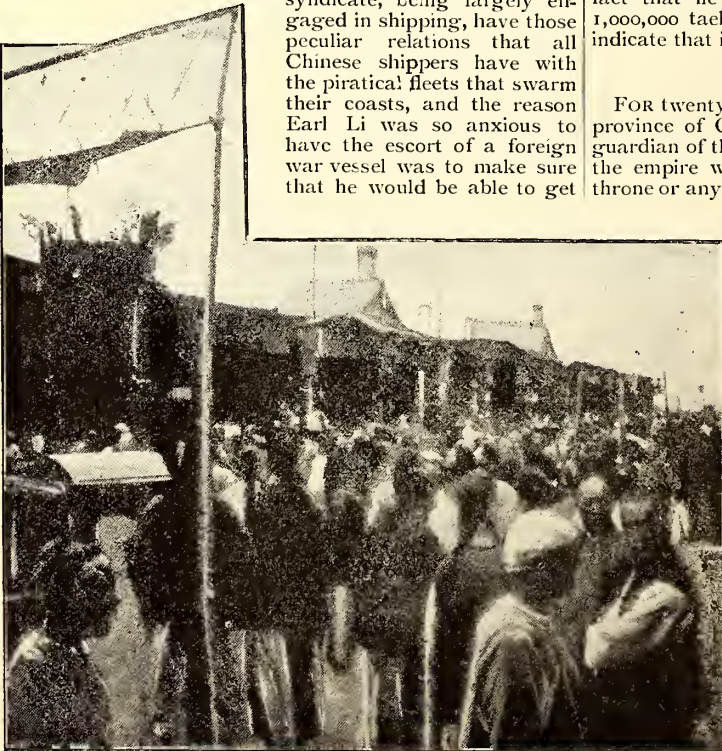 syndicate, being largely en-
gaged in shipping, have those
peculiar relations that all
Chinese shippers have with
the piratical fleets that swarm
their coasts, and the reason
Earl Li was so anxious to
have the escort of a foreign
war vessel was to make sure
that he would be able to get
fact that he
1,000,000 tael
indicate that i
FOR twenty
province of C
guardian of th
the empire w
throne or any